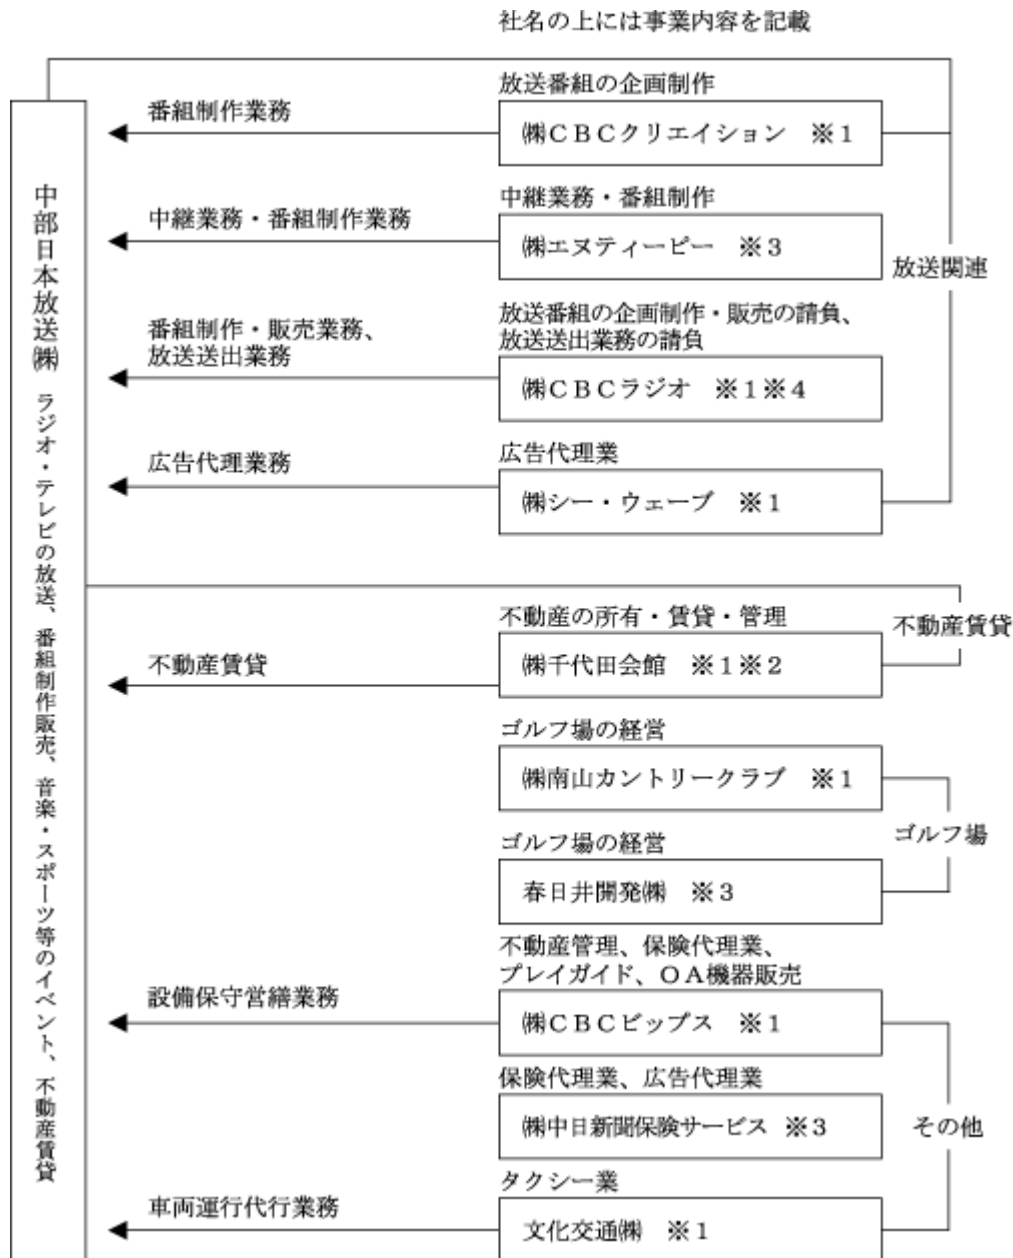 社名の上には事業内容を記載
中部日本放送㈱ ラジオ・テレビの放送、番組制作販売、音楽・スポーツ等のイベント、不動産賃貸
放送番組の企画制作
番組制作業務
㈱CBCクリエイション ※1
中継業務・番組制作
中継業務・番組制作業務
㈱エヌティーピー ※3
放送関連
放送番組の企画制作・販売の請負、
放送送出業務の請負
番組制作・販売業務、
放送送出業務
㈱CBCラジオ ※1※4
広告代理業
広告代理業務
㈱シー・ウェーブ ※1
不動産の所有・賃貸・管理
不動産賃貸
不動産賃貸
㈱千代田会館 ※1※2
ゴルフ場の経営
㈱南山カントリークラブ ※1
ゴルフ場
ゴルフ場の経営
春日井開発㈱ ※3
不動産管理、保険代理業、
プレイガイド、OA機器販売
設備保守営繕業務
㈱CBCビップス ※1
保険代理業、広告代理業
㈱中日新聞保険サービス ※3
その他
タクシー業
車両運行代行業務
文化交通㈱ ※1